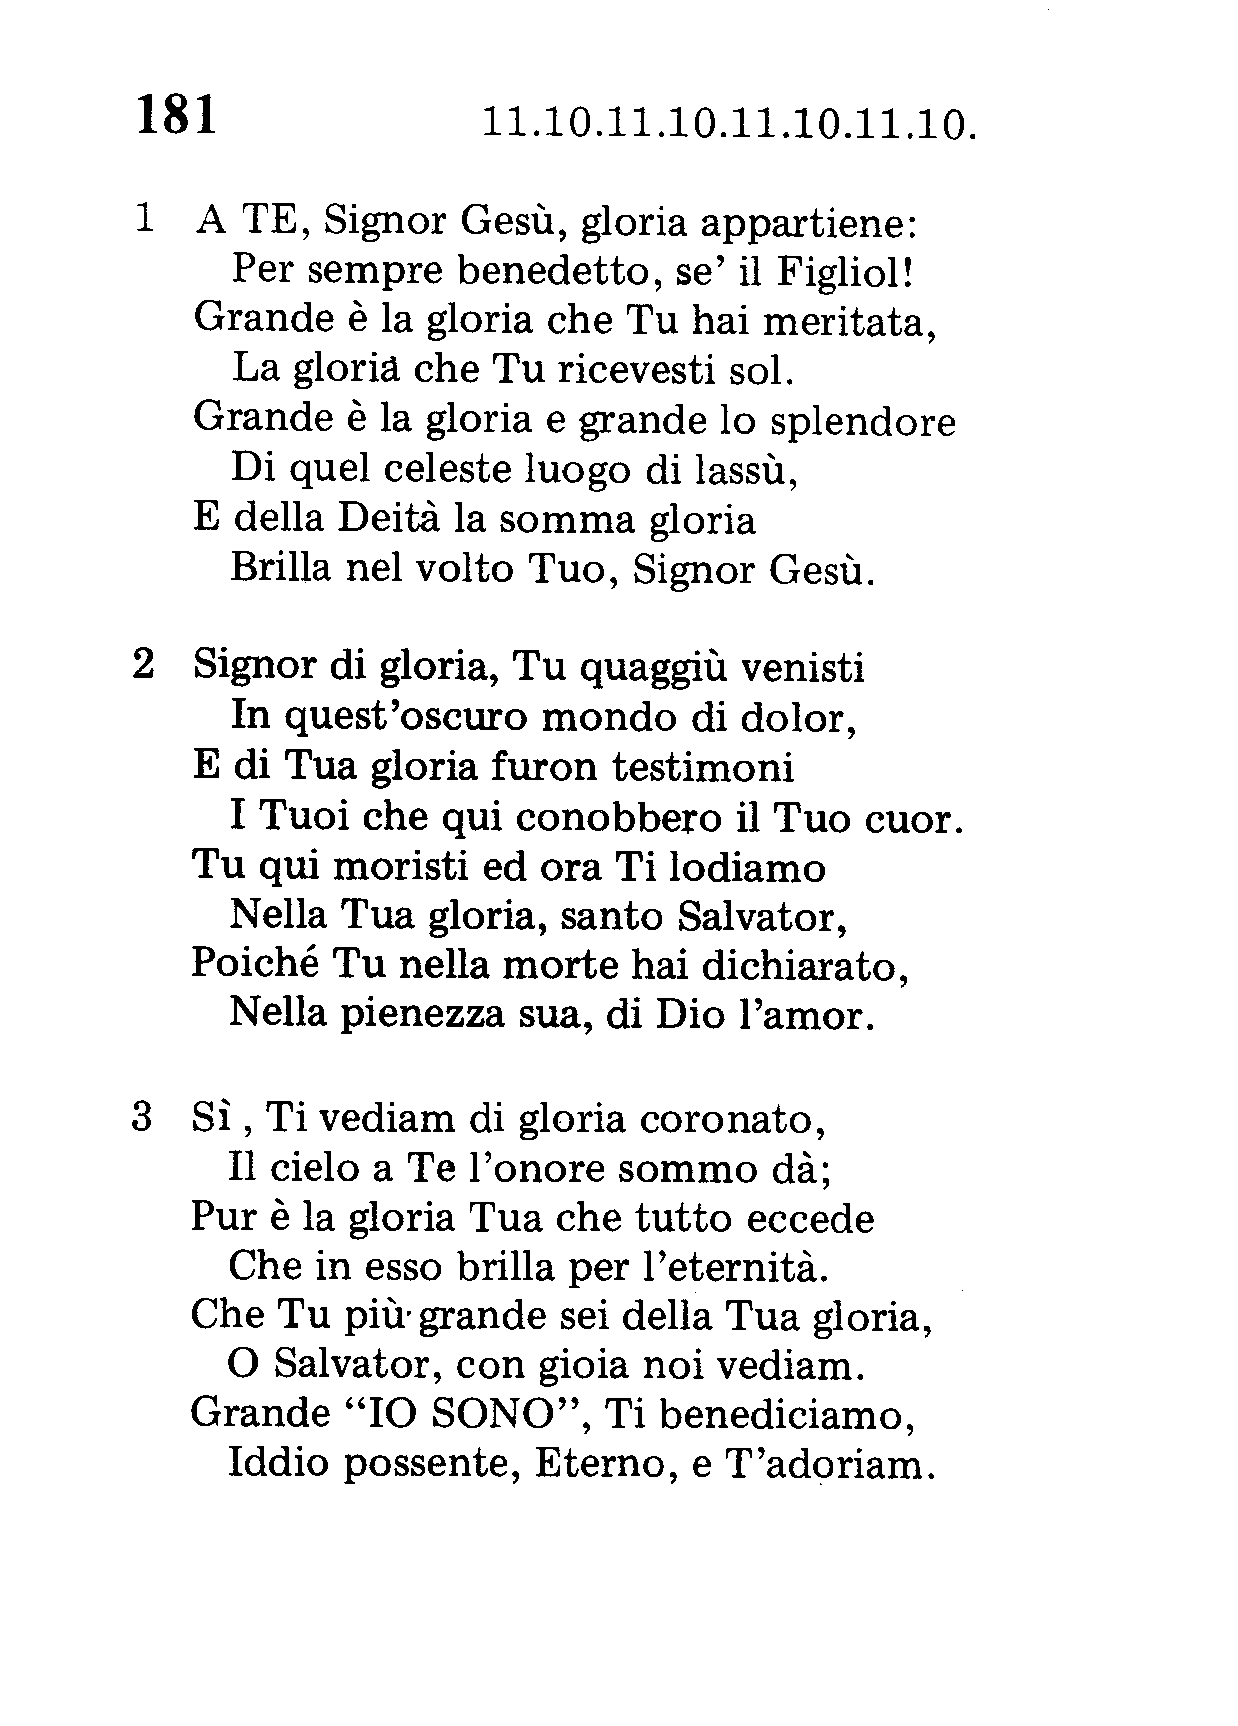 181 11.10.11.10.11.10.11.10.
1 A TE, Signor Gesù, gloria appartiene:
Per sempre benedetto, se’ il Figliol!
Grande è la gloria che Tu hai meritata,
La gloria che Tu ricevesti sol.
Grande è la gloria e grande lo splendore
Di quel celeste luogo di lassù,
E della Deità la somma gloria
Brilla nel volto Tuo, Signor Gesù.
2 Signor di gloria, Tu quaggiù venisti
In quest’oscuro mondo di dolor,
E di Tua gloria furon testimoni
I Tuoi che qui conobbero il Tuo cuor.
Tu qui moristi ed ora Ti lodiamo
Nella Tua gloria, santo Salvator,
Poiché Tu nella morte hai dichiarato,
Nella pienezza sua, di Dio l’amor.
3 Sì , Ti vediam di gloria coronato,
Il cielo a Te l’onore sommo dà;
Pur è la gloria Tua che tutto eccede
Che in esso brilla per l’eternità.
Che Tu più grande sei della Tua gloria,
O Salvator, con gioia noi vediam.
Grande “IO SONO”, Ti benediciamo,
Iddio possente, Eterno, e T’adoriam.